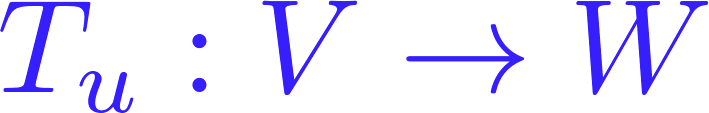 T_u : V → W